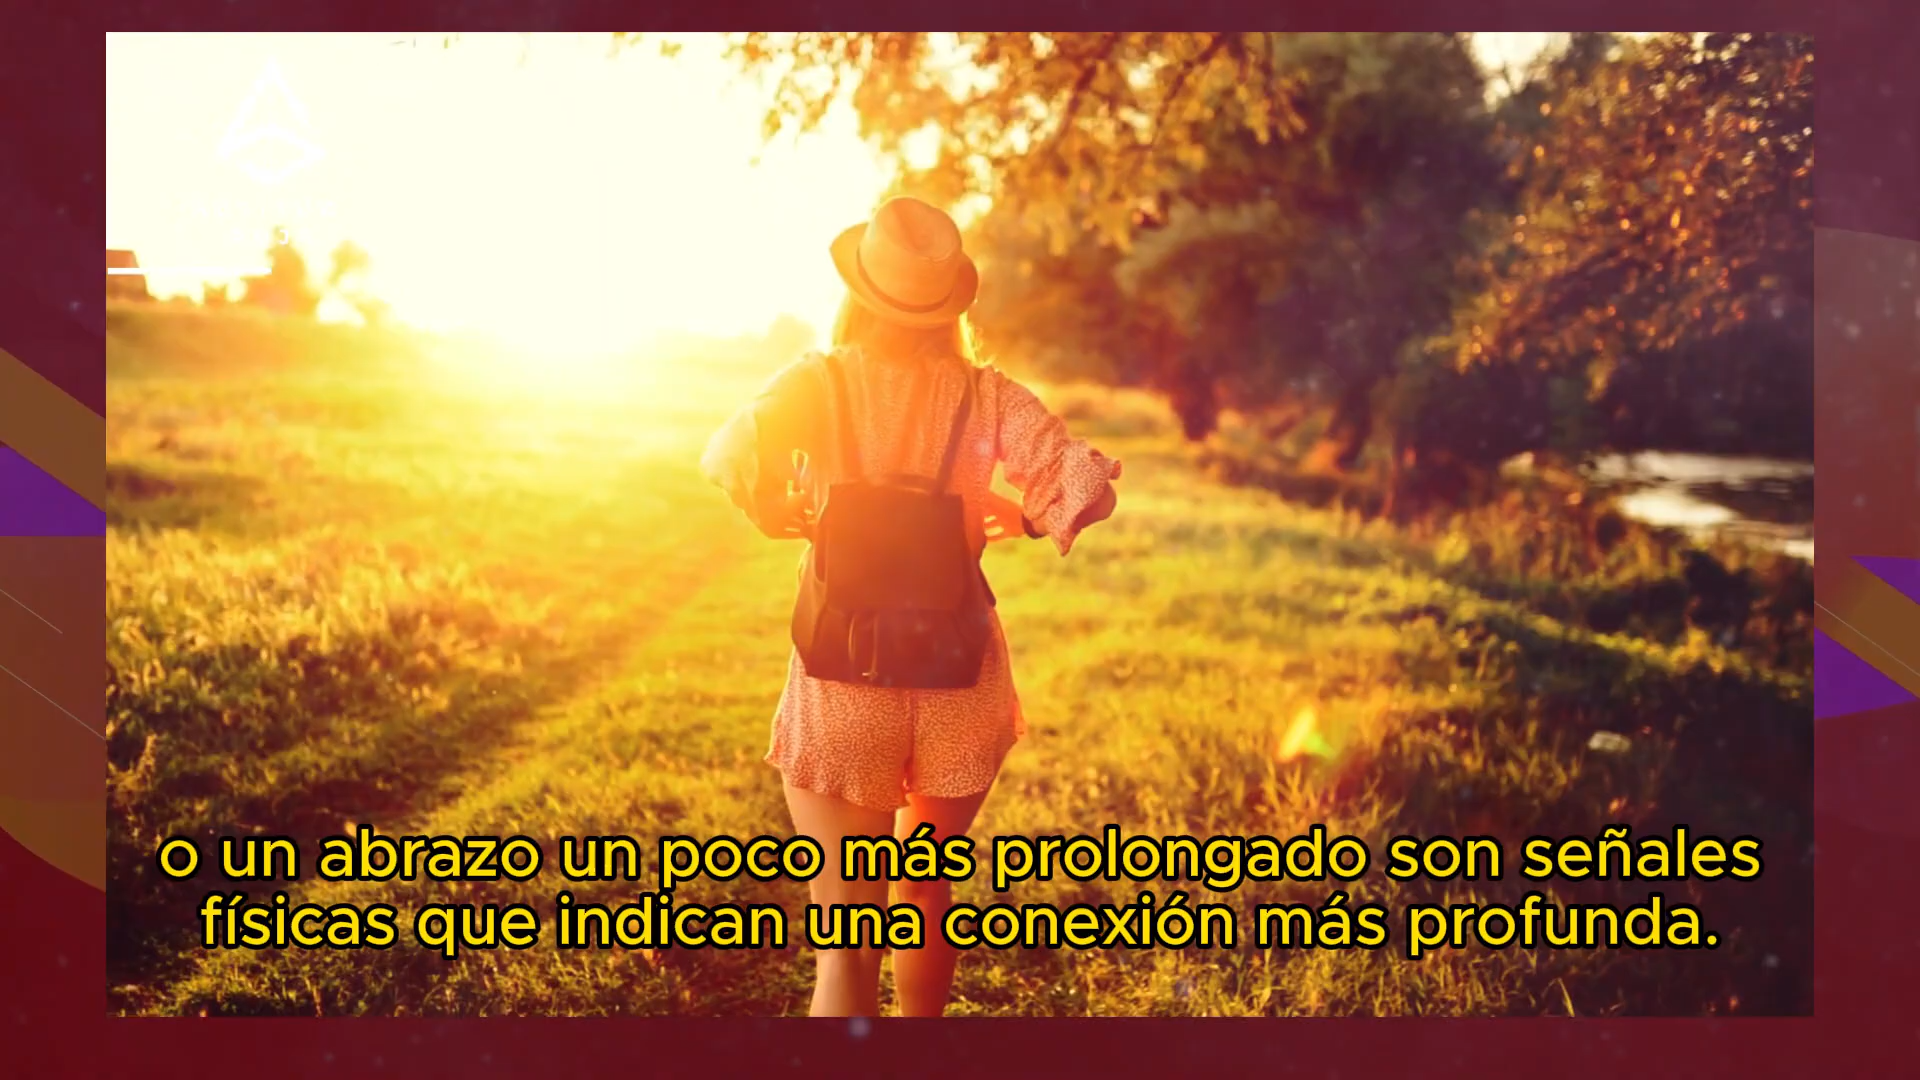 o un abrazo un poco más prolongado son señales
físicas que indican una conexión más profunda.